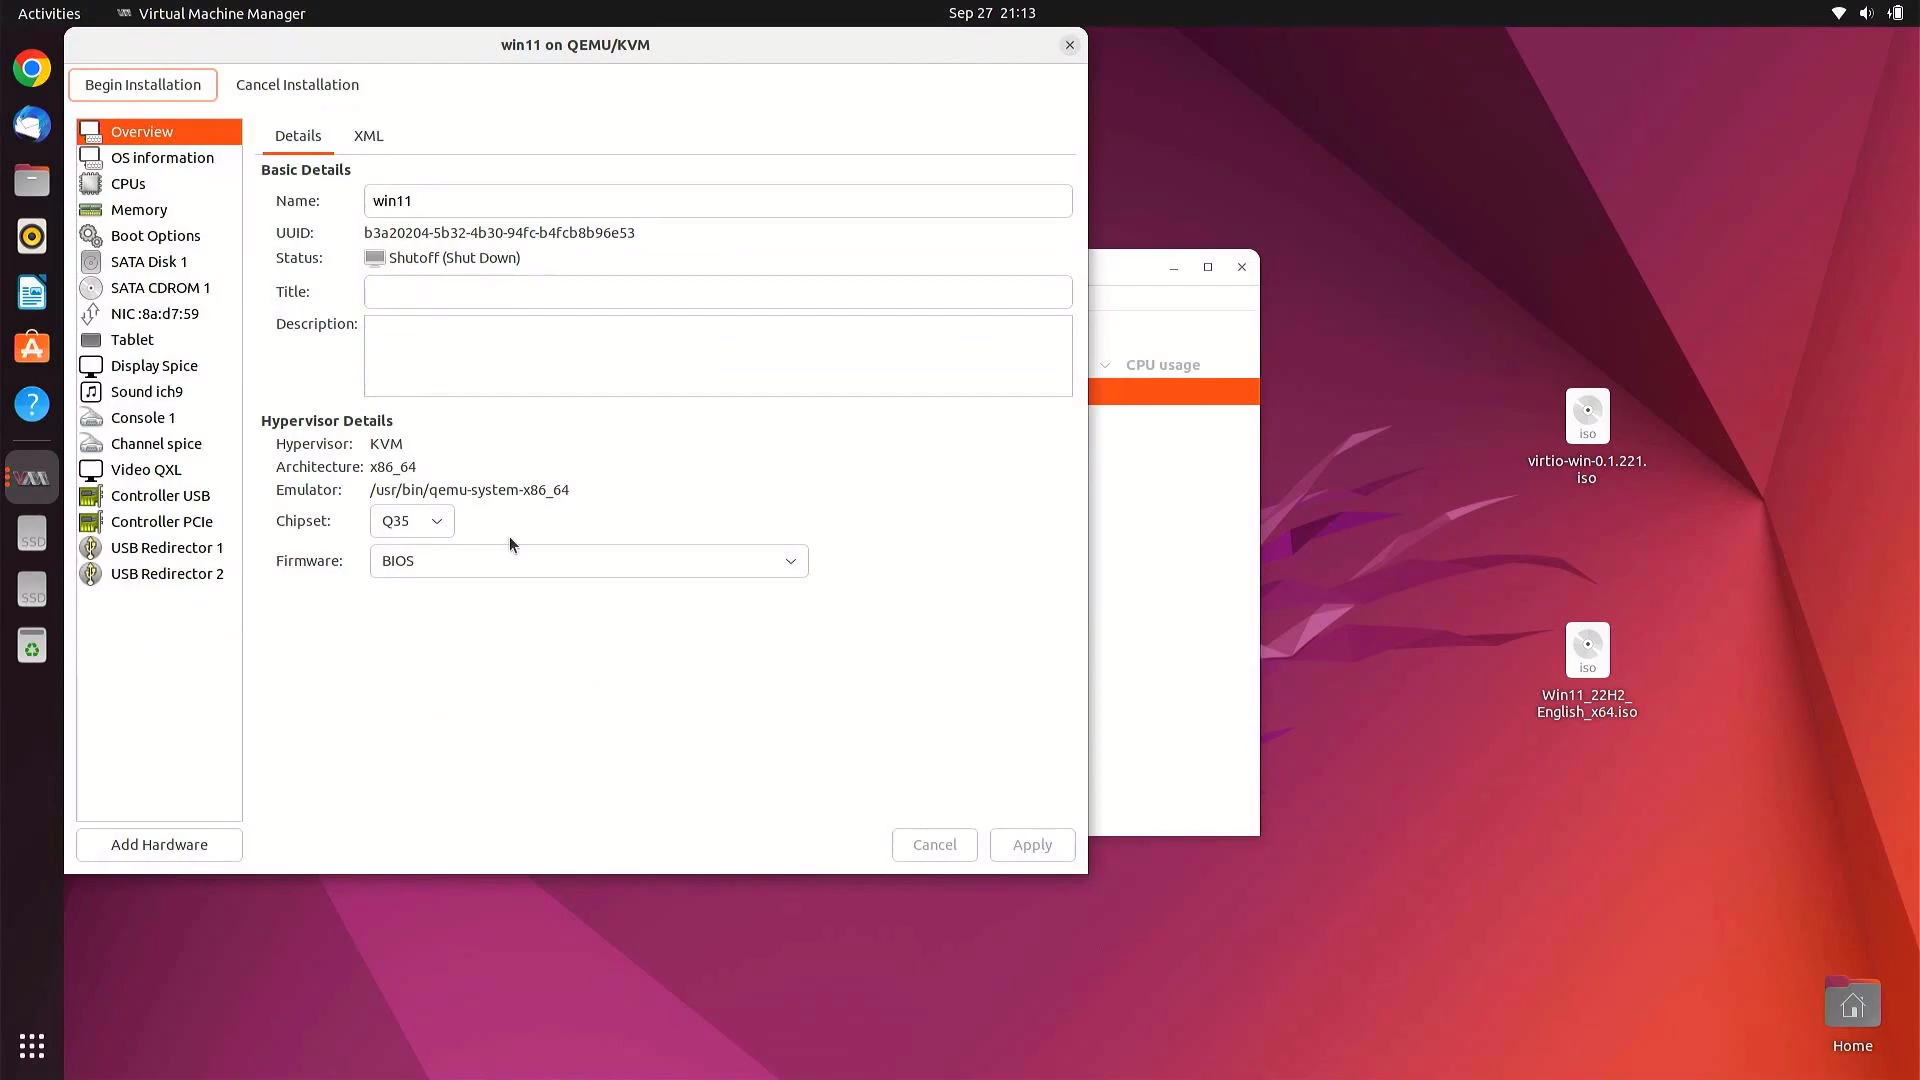 Activities
Virtual Machine Manager
Sep 27 21:13
win11 on QEMU/KVM
Begin Installation
Cancel Installation
Overview
OS information
CPUs
Memory
Boot Options
SATA Disk 1
SATA CDROM 1
NIC :8a:d7:59
Tablet
Display Spice
Sound ich9
Console 1
Channel spice
Video QXL
Controller USB
Controller PCIe
USB Redirector 1
USB Redirector 2
Add Hardware
Details
XML
Basic Details
Name: win11
UUID: b3a20204-5b32-4b30-94fc-b4fcb8b96e53
Status: Shutoff (Shut Down)
Title:
Description:
Hypervisor Details
Hypervisor: KVM
Architecture: x86_64
Emulator: /usr/bin/qemu-system-x86_64
Chipset: Q35
Firmware: BIOS
Cancel
Apply
CPU usage
SSD
SSD
iso
virtio-win-0.1.221.
iso
iso
Win11_22H2_
English_x64.iso
Home